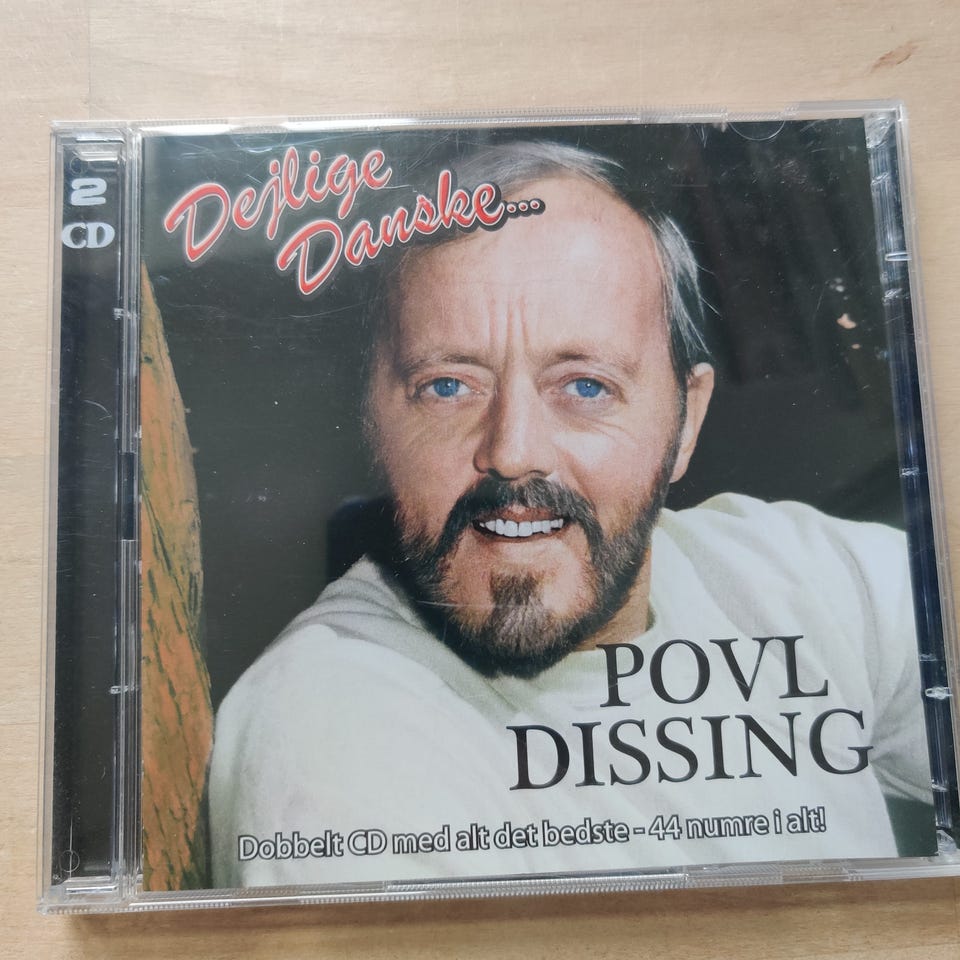 2
CD
Dejlige
Danske...
POVL
DISSING
Dobbelt CD med alt det bedste - 44 numre i alt!